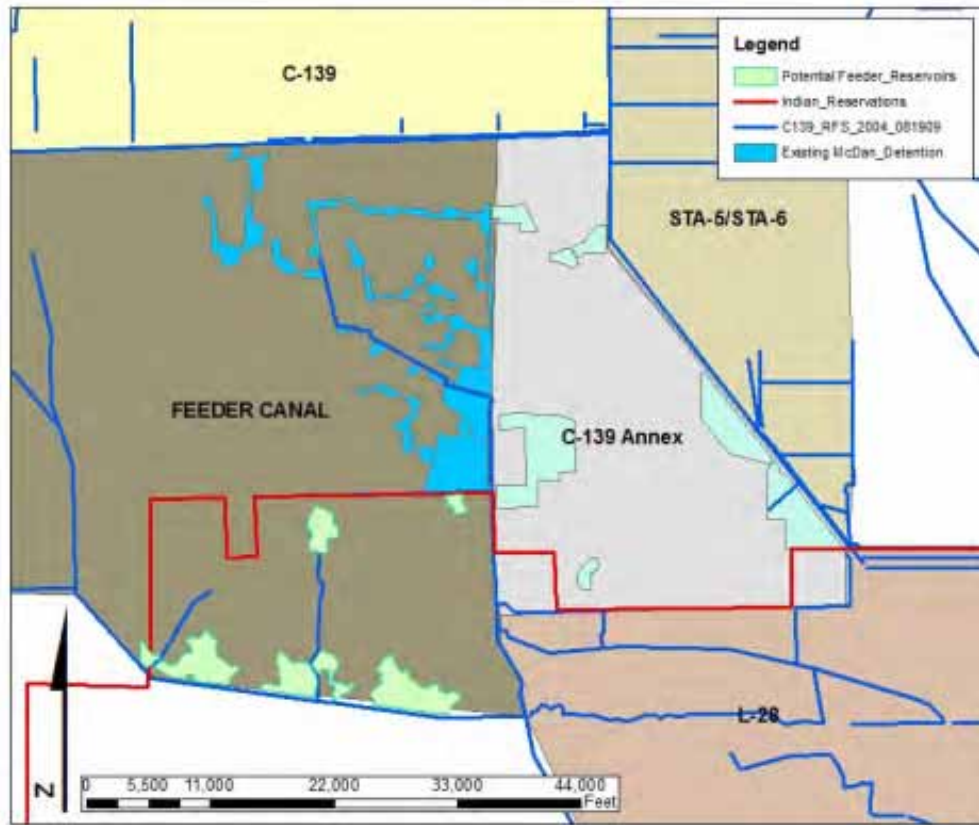 C-139
Legend
Potential Feeder_Reservoirs
Indian_Reservations
C139_RFS_2004_081909
Existing McDan_Detention
STA-5/STA-6
FEEDER CANAL
C-139 Annex
L-28
N
0 5,500 11,000 22,000 33,000 44,000
Feet